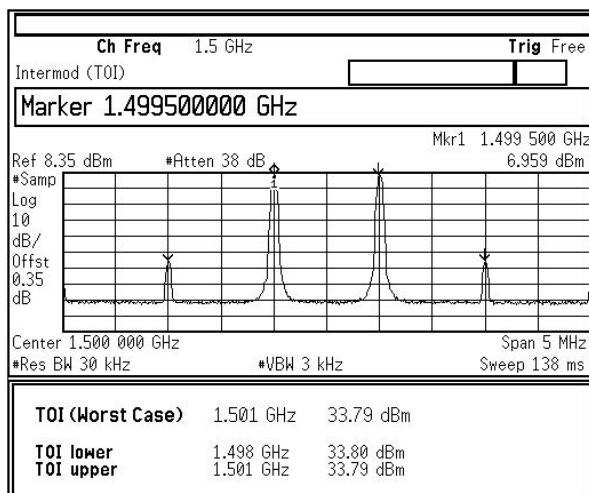 Ch Freq 1.5 GHz Trig Free
Intermod (TOI)
Marker 1.499500000 GHz
Mkr1 1.499 500 GHz
Ref 8.35 dBm #Atten 38 dB 6.959 dBm
#Samp
Log
10
dB/
Offst
0.35
dB
1
Center 1.500 000 GHz Span 5 MHz
#Res BW 30 kHz #VBW 3 kHz Sweep 138 ms
TOI (Worst Case) 1.501 GHz 33.79 dBm
TOI lower 1.498 GHz 33.80 dBm
TOI upper 1.501 GHz 33.79 dBm